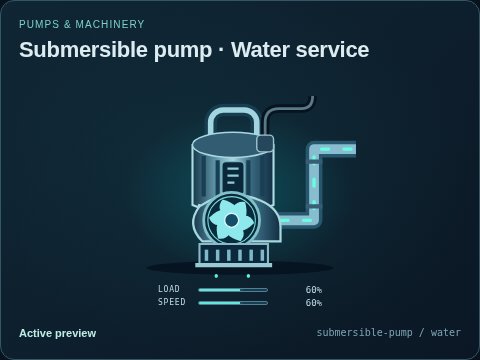 PUMPS & MACHINERY
Submersible pump · Water service
LOAD 60%
SPEED 60%
Active preview submersible-pump / water